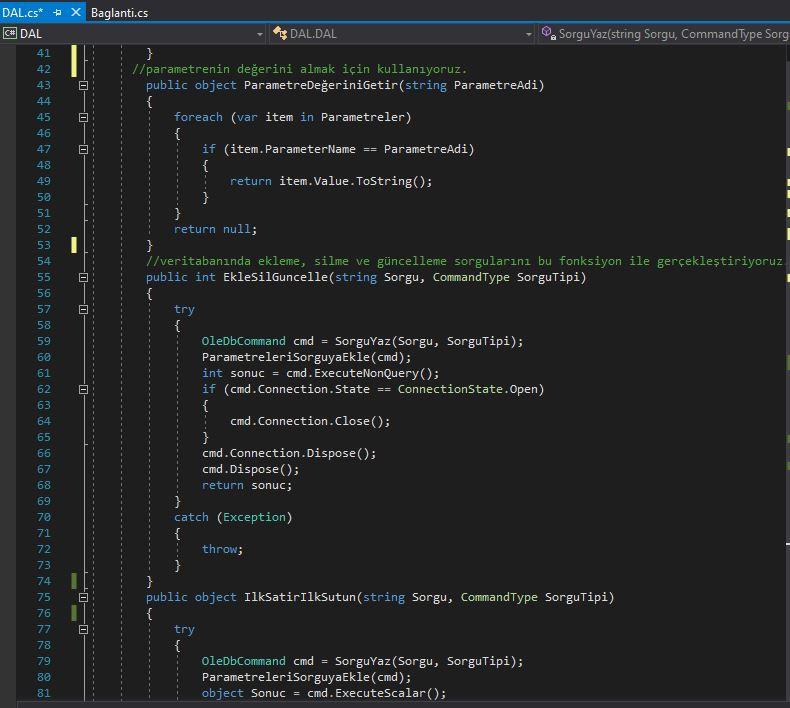 DAL.cs* Baglanti.cs
C# DAL DAL.DAL SorguYaz(string Sorgu, CommandType Sorg
41 }
42 //parametrenin değerini almak için kullanıyoruz.
43 public object ParametreDeğeriniGetir(string ParametreAdi)
44 {
45 foreach (var item in Parametreler)
46 {
47 if (item.ParameterName == ParametreAdi)
48 {
49 return item.Value.ToString();
50 }
51 }
52 return null;
53 }
54 //veritabanında ekleme, silme ve güncelleme sorgularını bu fonksiyon ile gerçekleştiriyoruz
55 public int EkleSilGuncelle(string Sorgu, CommandType SorguTipi)
56 {
57 try
58 {
59 OleDbCommand cmd = SorguYaz(Sorgu, SorguTipi);
60 ParametreleriSorguyaEkle(cmd);
61 int sonuc = cmd.ExecuteNonQuery();
62 if (cmd.Connection.State == ConnectionState.Open)
63 {
64 cmd.Connection.Close();
65 }
66 cmd.Connection.Dispose();
67 cmd.Dispose();
68 return sonuc;
69 }
70 catch (Exception)
71 {
72 throw;
73 }
74 }
75 public object IlkSatirIlkSutun(string Sorgu, CommandType SorguTipi)
76 {
77 try
78 {
79 OleDbCommand cmd = SorguYaz(Sorgu, SorguTipi);
80 ParametreleriSorguyaEkle(cmd);
81 object Sonuc = cmd.ExecuteScalar();